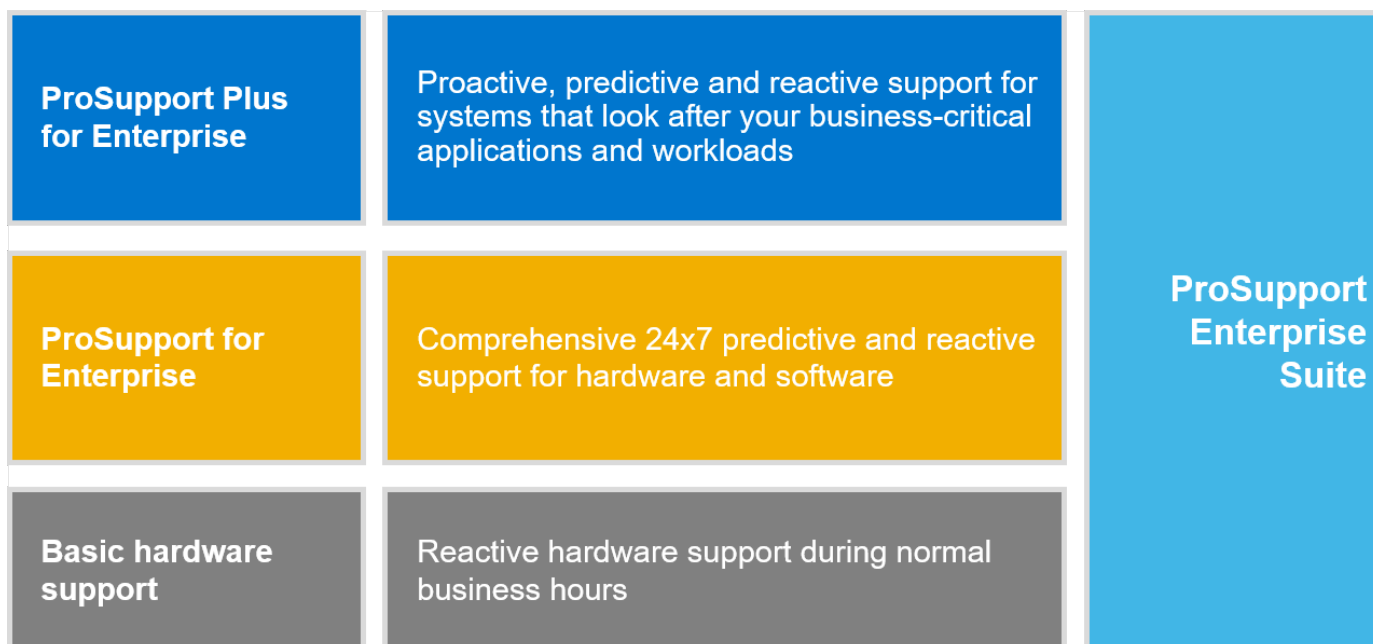 ProSupport Plus
for Enterprise
Proactive, predictive and reactive support for
systems that look after your business-critical
applications and workloads
ProSupport for
Enterprise
Comprehensive 24x7 predictive and reactive
support for hardware and software
Basic hardware
support
Reactive hardware support during normal
business hours
ProSupport
Enterprise
Suite